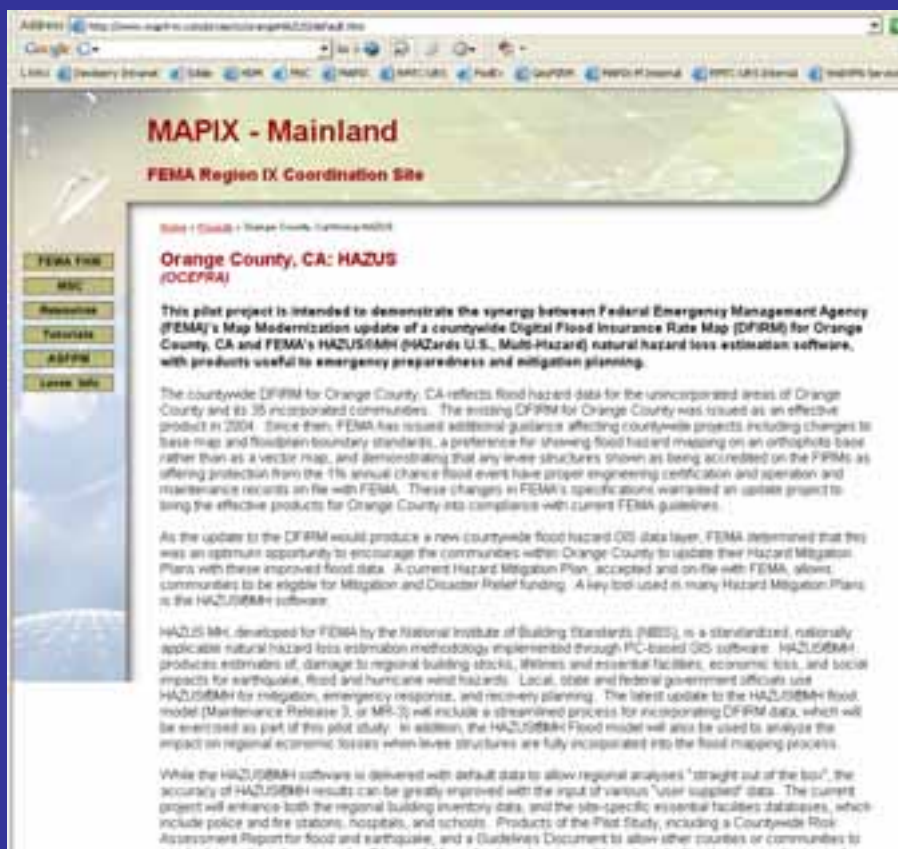 Address
Google
Links Dewberry Intranet
MAPIX - Mainland
FEMA Region IX Coordination Site
Home > Projects > Orange County, California HAZUS
FEMA FHM
MSC
Resources
Tutorials
ASFPM
Levee Info
Orange County, CA: HAZUS
(OCEFRA)
This pilot project is intended to demonstrate the synergy between Federal Emergency Management Agency
(FEMA)'s Map Modernization update of a countywide Digital Flood Insurance Rate Map (DFIRM) for Orange
County, CA and FEMA's HAZUS®MH (HAZards U.S., Multi-Hazard) natural hazard loss estimation software,
with products useful to emergency preparedness and mitigation planning.
The countywide DFIRM for Orange County, CA reflects flood hazard data for the unincorporated areas of Orange
County and its 35 incorporated communities. The existing DFIRM for Orange County was issued as an effective
product in 2004. Since then, FEMA has issued additional guidance affecting countywide projects including changes to
base map and floodplain boundary standards, a preference for showing flood hazard mapping on an orthophoto base
rather than as a vector map, and demonstrating that any levee structures shown as being accredited on the FIRMs as
offering protection from the 1% annual chance flood event have proper engineering certification and operation and
maintenance records on file with FEMA. These changes in FEMA's specifications warranted an update project to
bring the effective products for Orange County into compliance with current FEMA guidelines.
As the update to the DFIRM would produce a new countywide flood hazard GIS data layer, FEMA determined that this
was an optimum opportunity to encourage the communities within Orange County to update their Hazard Mitigation
Plans with these improved flood data. A current Hazard Mitigation Plan, accepted and on-file with FEMA, allows
communities to be eligible for Mitigation and Disaster Relief funding. A key tool used in many Hazard Mitigation Plans
is the HAZUS®MH software.
HAZUS MH, developed for FEMA by the National Institute of Building Standards (NIBS), is a standardized, nationally
applicable natural hazard loss estimation methodology implemented through PC-based GIS software. HAZUS®MH
produces estimates of, damage to regional building stocks, lifelines and essential facilities, economic loss, and social
impacts for earthquake, flood and hurricane wind hazards. Local, state and federal government officials use
HAZUS®MH for mitigation, emergency response, and recovery planning. The latest update to the HAZUS®MH flood
model (Maintenance Release 3, or MR-3) will include a streamlined process for incorporating DFIRM data, which will
be exercised as part of this pilot study. In addition, the HAZUS®MH Flood model will also be used to analyze the
impact on regional economic losses when levee structures are fully incorporated into the flood mapping process.
While the HAZUS®MH software is delivered with default data to allow regional analyses "straight out of the box", the
accuracy of HAZUS®MH results can be greatly improved with the input of various "user supplied" data. The current
project will enhance both the regional building inventory data, and the site-specific essential facilities databases, which
include police and fire stations, hospitals, and schools. Products of the Pilot Study, including a Countywide Risk
Assessment Report for flood and earthquake, and a Guidelines Document to allow other counties or communities to